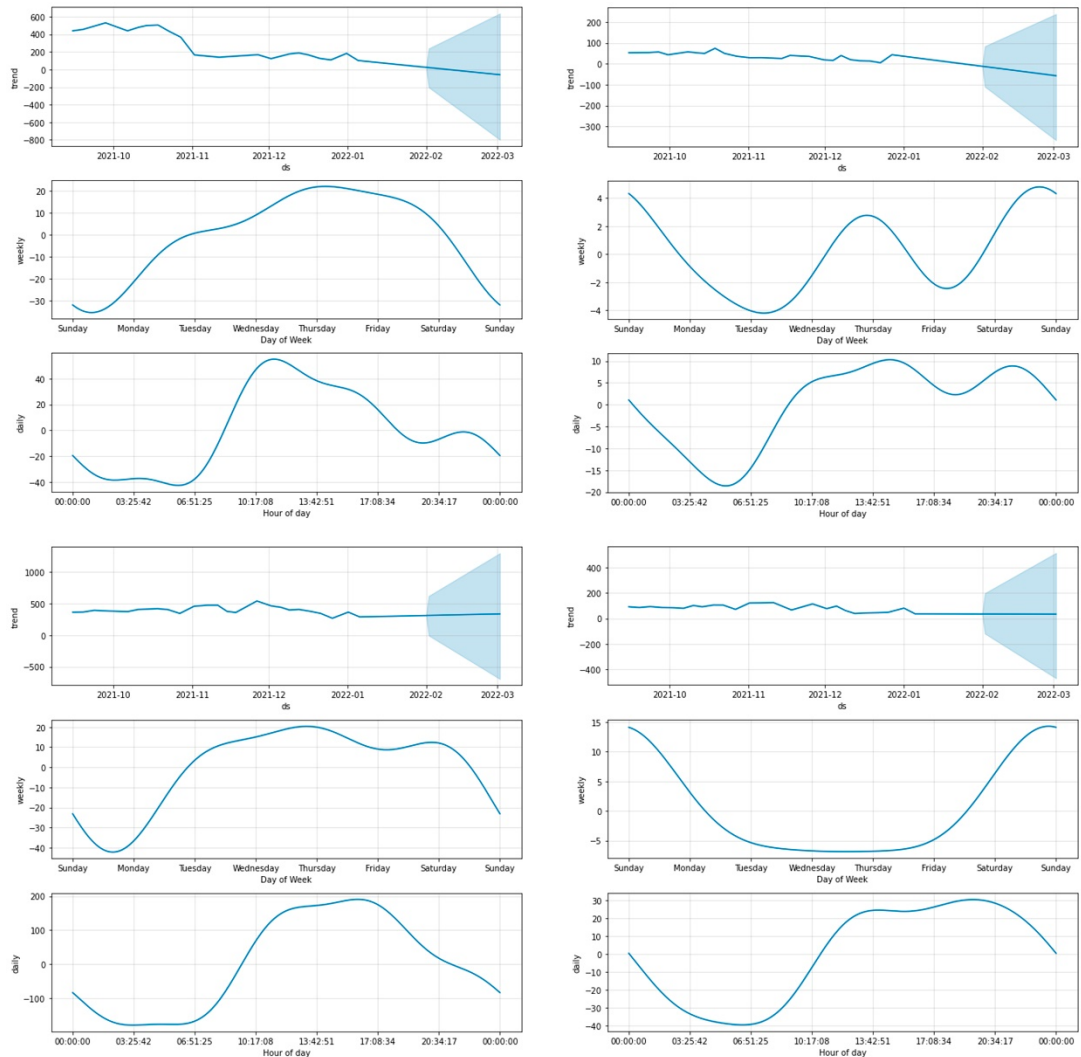 600
400
200
0
−200
−400
−600
−800
trend
2021-10 2021-11 2021-12 2022-01 2022-02 2022-03
ds
200
100
0
−100
−200
−300
trend
2021-10 2021-11 2021-12 2022-01 2022-02 2022-03
ds
20
10
0
−10
−20
−30
weekly
Sunday Monday Tuesday Wednesday Thursday Friday Saturday Sunday
Day of Week
4
2
0
−2
−4
weekly
Sunday Monday Tuesday Wednesday Thursday Friday Saturday Sunday
Day of Week
40
20
0
−20
−40
daily
00:00:00 03:25:42 06:51:25 10:17:08 13:42:51 17:08:34 20:34:17 00:00:00
Hour of day
10
5
0
−5
−10
−15
−20
daily
00:00:00 03:25:42 06:51:25 10:17:08 13:42:51 17:08:34 20:34:17 00:00:00
Hour of day
1000
500
0
−500
trend
2021-10 2021-11 2021-12 2022-01 2022-02 2022-03
ds
400
200
0
−200
−400
trend
2021-10 2021-11 2021-12 2022-01 2022-02 2022-03
ds
20
10
0
−10
−20
−30
−40
weekly
Sunday Monday Tuesday Wednesday Thursday Friday Saturday Sunday
Day of Week
15
10
5
0
−5
weekly
Sunday Monday Tuesday Wednesday Thursday Friday Saturday Sunday
Day of Week
200
100
0
−100
daily
00:00:00 03:25:42 06:51:25 10:17:08 13:42:51 17:08:34 20:34:17 00:00:00
Hour of day
30
20
10
0
−10
−20
−30
−40
daily
00:00:00 03:25:42 06:51:25 10:17:08 13:42:51 17:08:34 20:34:17 00:00:00
Hour of day